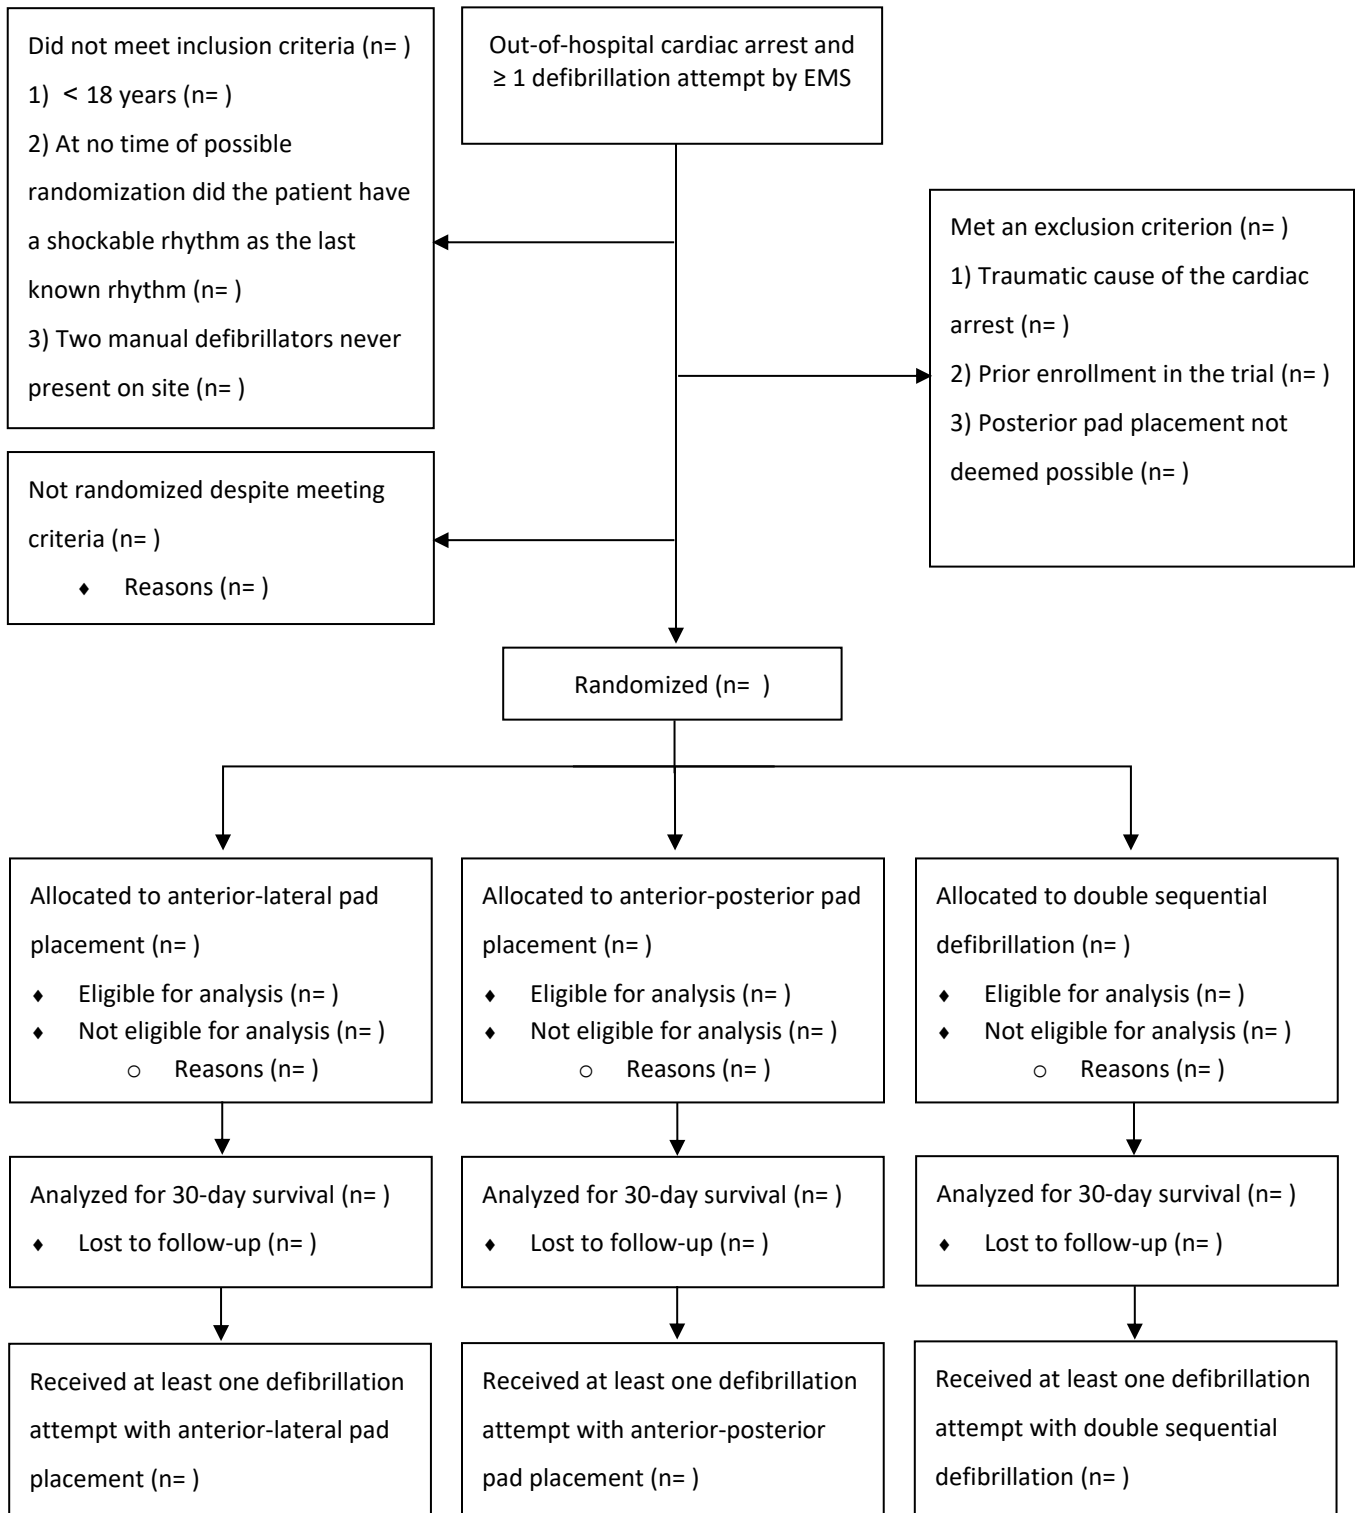 Did not meet inclusion criteria (n= )
1) < 18 years (n= )
2) At no time of possible
randomization did the patient have
a shockable rhythm as the last
known rhythm (n= )
3) Two manual defibrillators never
present on site (n= )
Out-of-hospital cardiac arrest and
≥ 1 defibrillation attempt by EMS
Met an exclusion criterion (n= )
1) Traumatic cause of the cardiac
arrest (n= )
2) Prior enrollment in the trial (n= )
3) Posterior pad placement not
deemed possible (n= )
Not randomized despite meeting
criteria (n= )
♦ Reasons (n= )
Randomized (n= )
Allocated to anterior-lateral pad
placement (n= )
♦ Eligible for analysis (n= )
♦ Not eligible for analysis (n= )
○ Reasons (n= )
Allocated to anterior-posterior pad
placement (n= )
♦ Eligible for analysis (n= )
♦ Not eligible for analysis (n= )
○ Reasons (n= )
Allocated to double sequential
defibrillation (n= )
♦ Eligible for analysis (n= )
♦ Not eligible for analysis (n= )
○ Reasons (n= )
Analyzed for 30-day survival (n= )
♦ Lost to follow-up (n= )
Analyzed for 30-day survival (n= )
♦ Lost to follow-up (n= )
Analyzed for 30-day survival (n= )
♦ Lost to follow-up (n= )
Received at least one defibrillation
attempt with anterior-lateral pad
placement (n= )
Received at least one defibrillation
attempt with anterior-posterior
pad placement (n= )
Received at least one defibrillation
attempt with double sequential
defibrillation (n= )